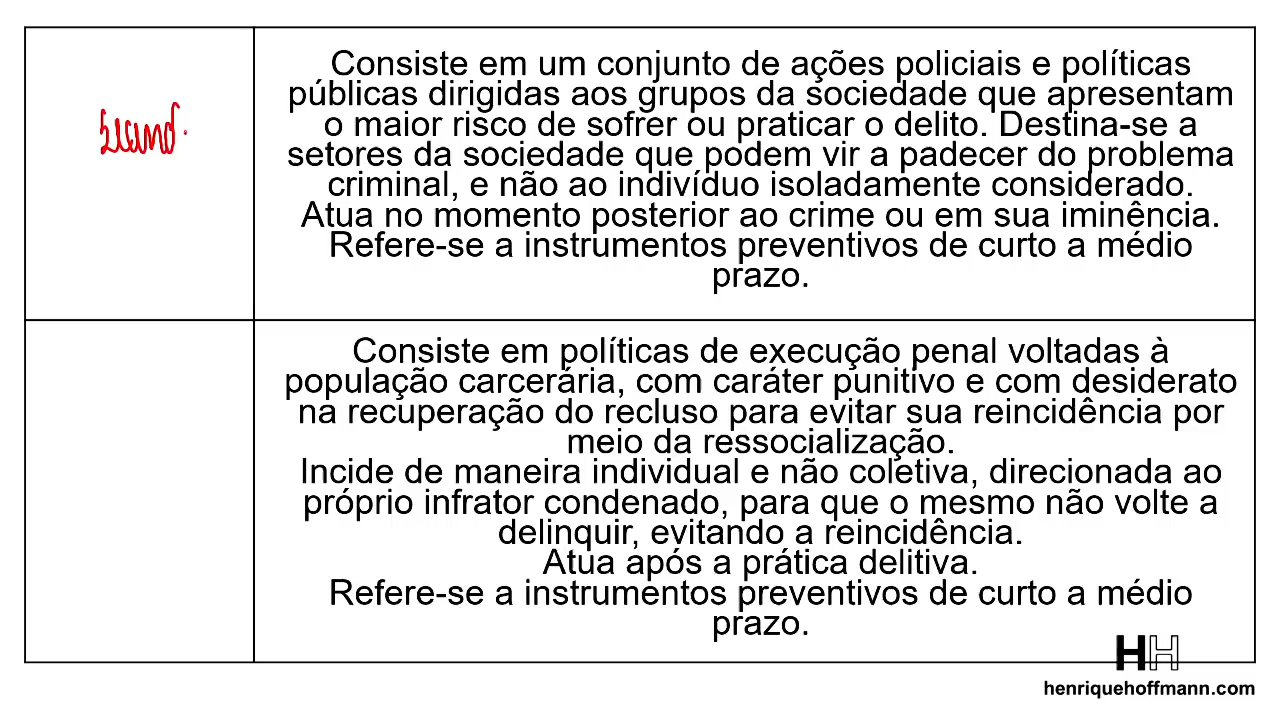 Secund.
Consiste em um conjunto de ações policiais e políticas
públicas dirigidas aos grupos da sociedade que apresentam
o maior risco de sofrer ou praticar o delito. Destina-se a
setores da sociedade que podem vir a padecer do problema
criminal, e não ao indivíduo isoladamente considerado.
Atua no momento posterior ao crime ou em sua iminência.
Refere-se a instrumentos preventivos de curto a médio
prazo.
Consiste em políticas de execução penal voltadas à
população carcerária, com caráter punitivo e com desiderato
na recuperação do recluso para evitar sua reincidência por
meio da ressocialização.
Incide de maneira individual e não coletiva, direcionada ao
próprio infrator condenado, para que o mesmo não volte a
delinquir, evitando a reincidência.
Atua após a prática delitiva.
Refere-se a instrumentos preventivos de curto a médio
prazo.
HH
henriquehoffmann.com